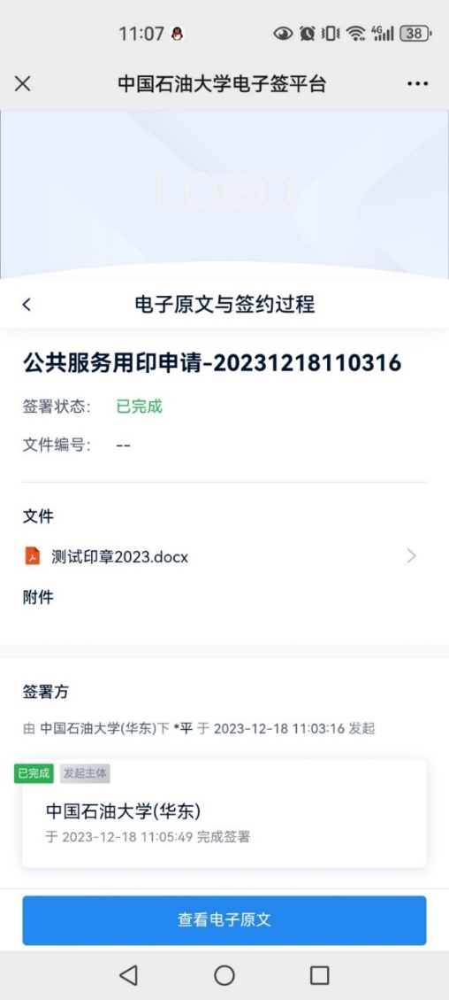 11:07 4G 38
中国石油大学电子签平台
LOGO
电子原文与签约过程
公共服务用印申请-20231218110316
签署状态: 已完成
文件编号: --
文件
测试印章2023.docx
附件
签署方
由 中国石油大学(华东)下 *平 于 2023-12-18 11:03:16 发起
已完成 发起主体
中国石油大学(华东)
于 2023-12-18 11:05:49 完成签署
查看电子原文